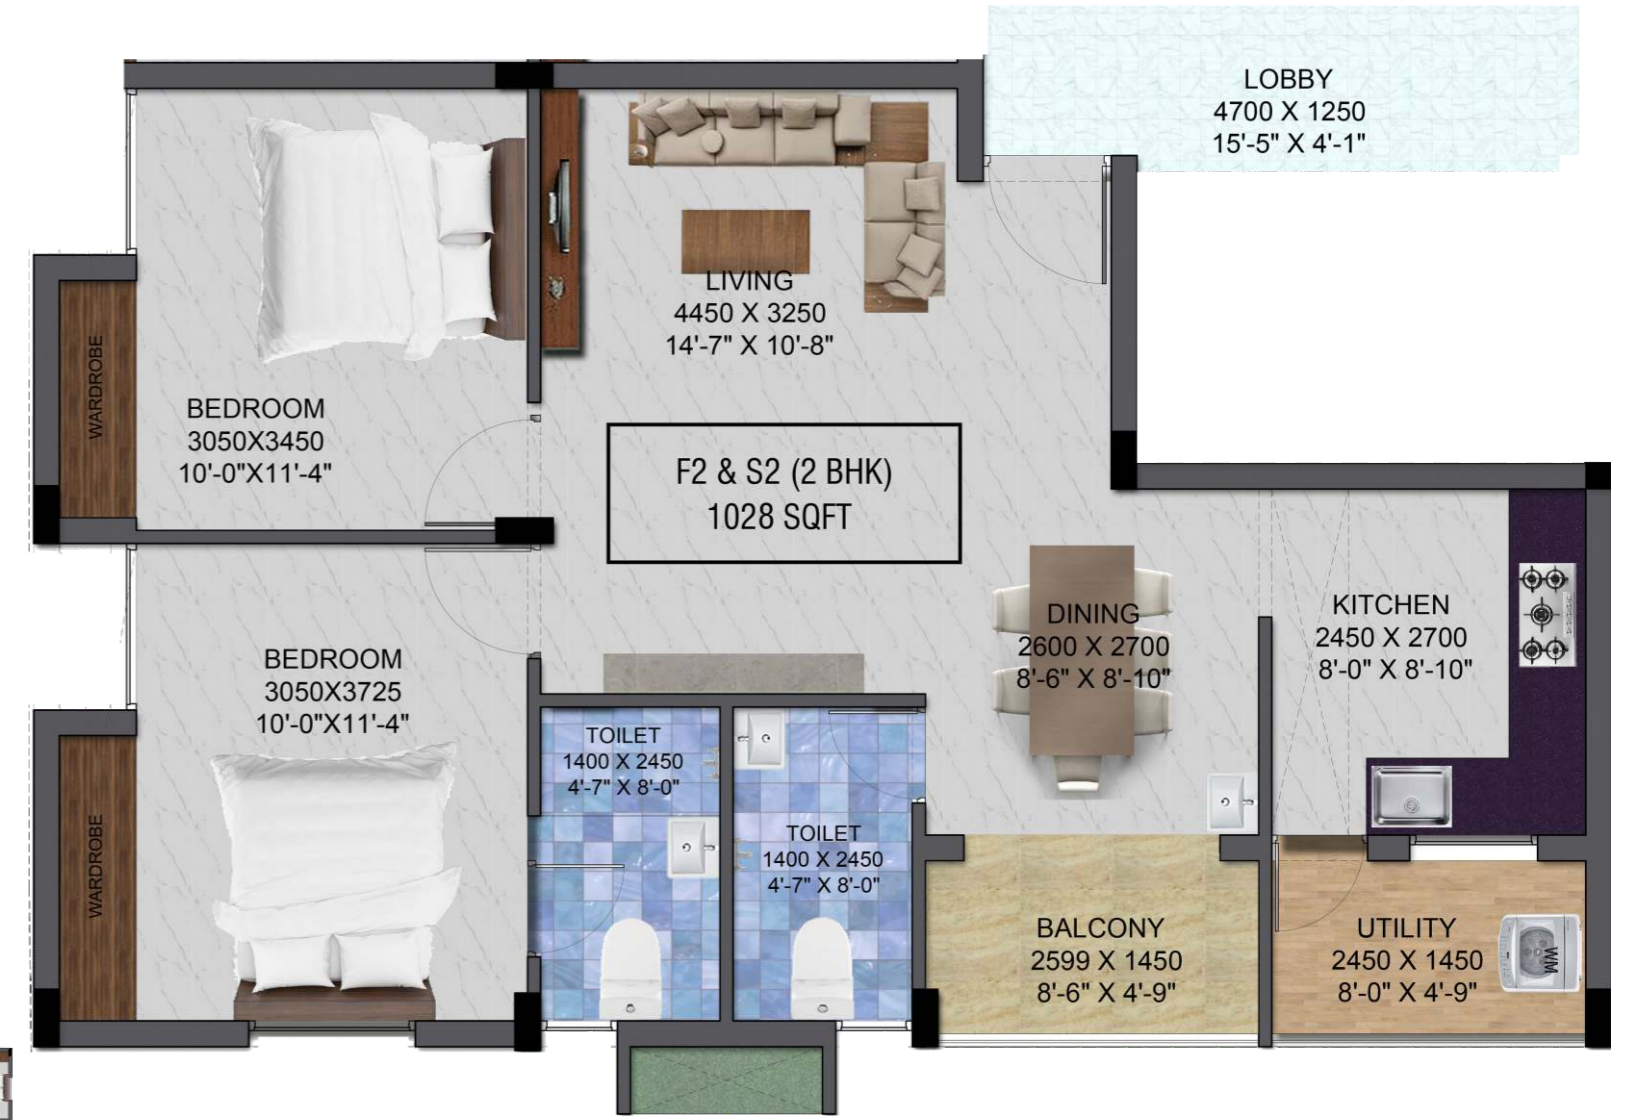 LOBBY
4700 X 1250
15'-5" X 4'-1"
LIVING
4450 X 3250
14'-7" X 10'-8"
WARDROBE
BEDROOM
3050X3450
10'-0"X11'-4"
F2 & S2 (2 BHK)
1028 SQFT
DINING
2600 X 2700
8'-6" X 8'-10"
KITCHEN
2450 X 2700
8'-0" X 8'-10"
BEDROOM
3050X3725
10'-0"X11'-4"
TOILET
1400 X 2450
4'-7" X 8'-0"
TOILET
1400 X 2450
4'-7" X 8'-0"
WARDROBE
BALCONY
2599 X 1450
8'-6" X 4'-9"
UTILITY
2450 X 1450
8'-0" X 4'-9"
WM